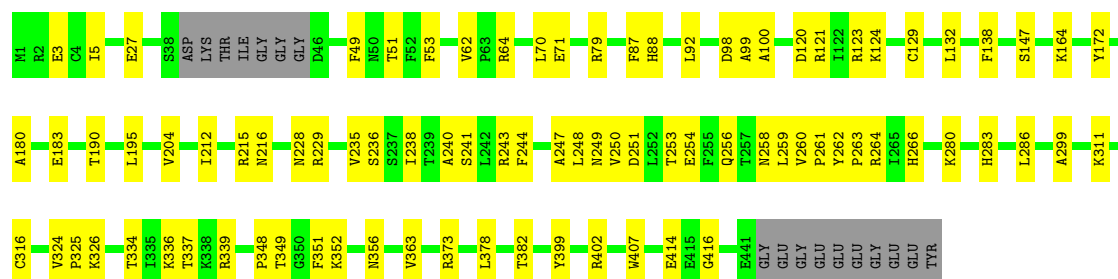 M1 R2 E3 C4 I5 E27 S38 ASP LYS THR ILE GLY GLY GLY D46 F49 N50 T51 F52 F53 V62 P63 R64 L70 E71 R79 F87 H88 L92 D98 A99 A100 D120 R121 I122 R123 K124 C129 L132 F138 S147 K164 Y172
A180 E183 T190 L195 V204 I212 R215 N216 N228 R229 V235 S236 S237 I238 T239 A240 S241 L242 R243 F244 A247 L248 N249 V250 D251 L252 T253 E254 F255 Q256 T257 N258 L259 V260 P261 Y262 P263 R264 I265 H266 K280 H283 L286 A299 K311
C316 V324 P325 K326 T334 I335 K336 T337 K338 R339 P348 T349 G350 F351 K352 N356 V363 R373 L378 T382 Y399 R402 W407 E414 E415 G416 E441 GLY GLU GLY GLU GLU GLU GLY GLU GLU TYR